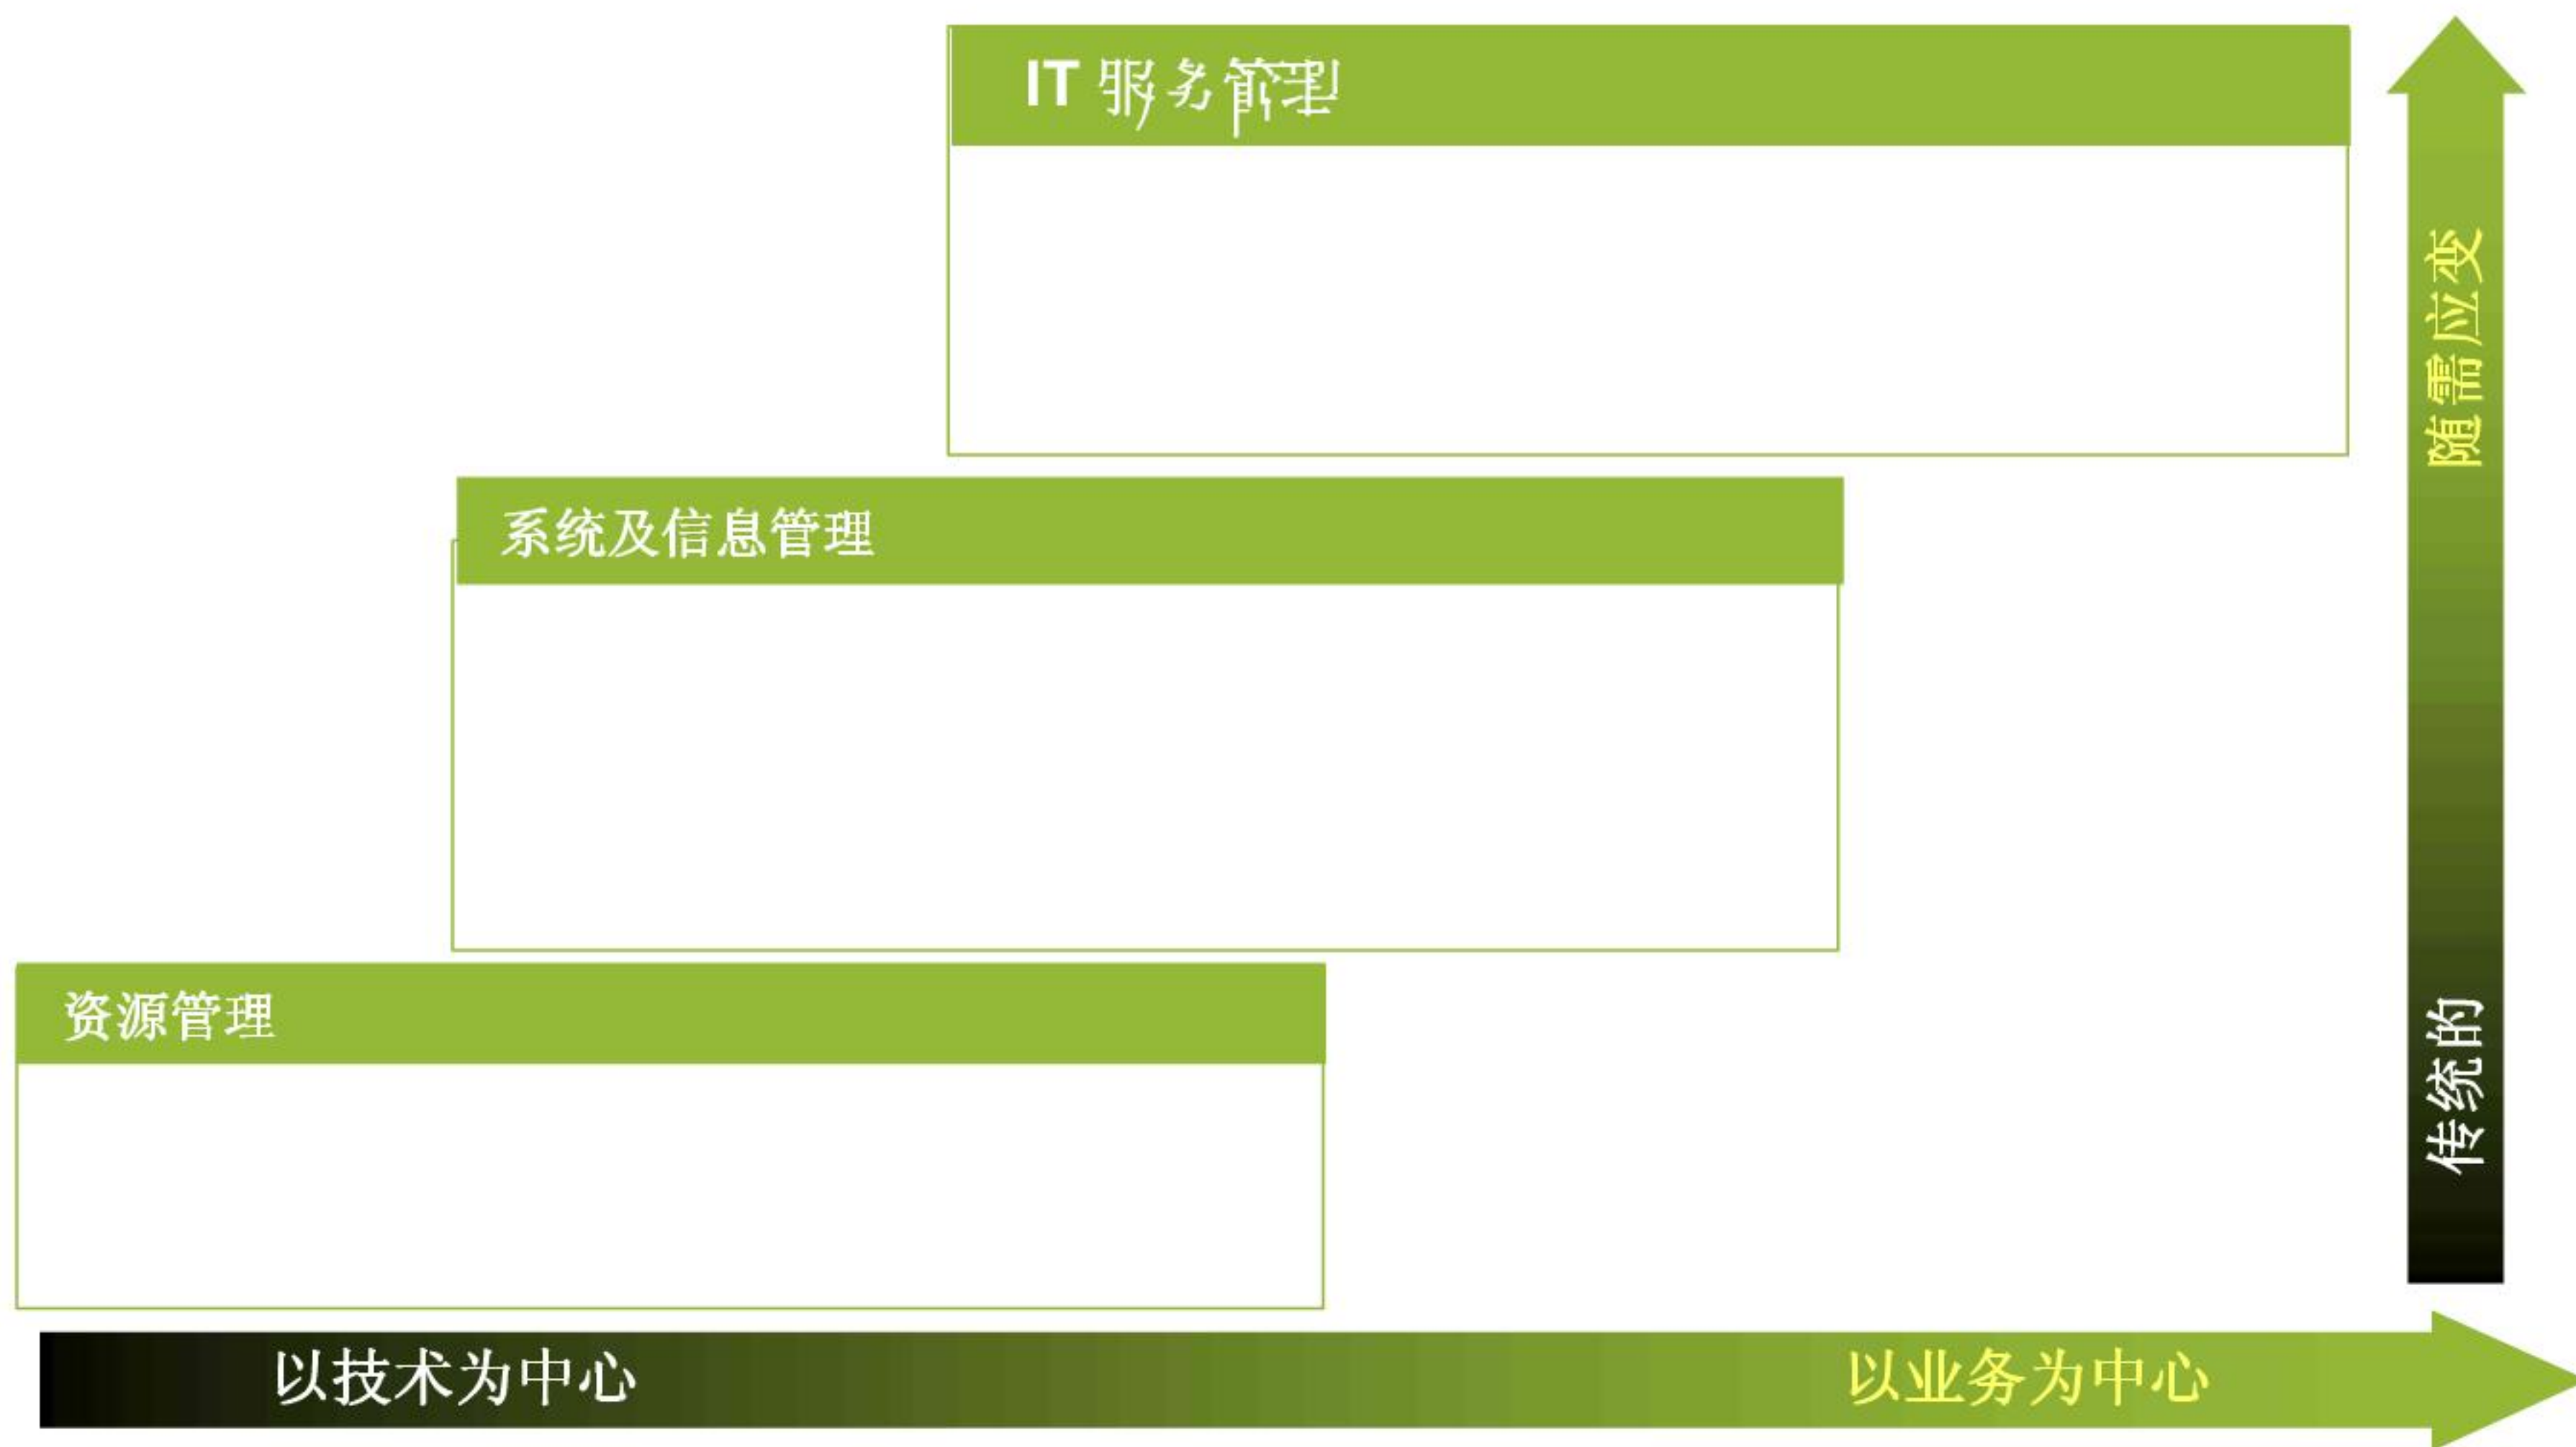 IT 服务管理
随需应变
系统及信息管理
资源管理
传统的
以技术为中心
以业务为中心